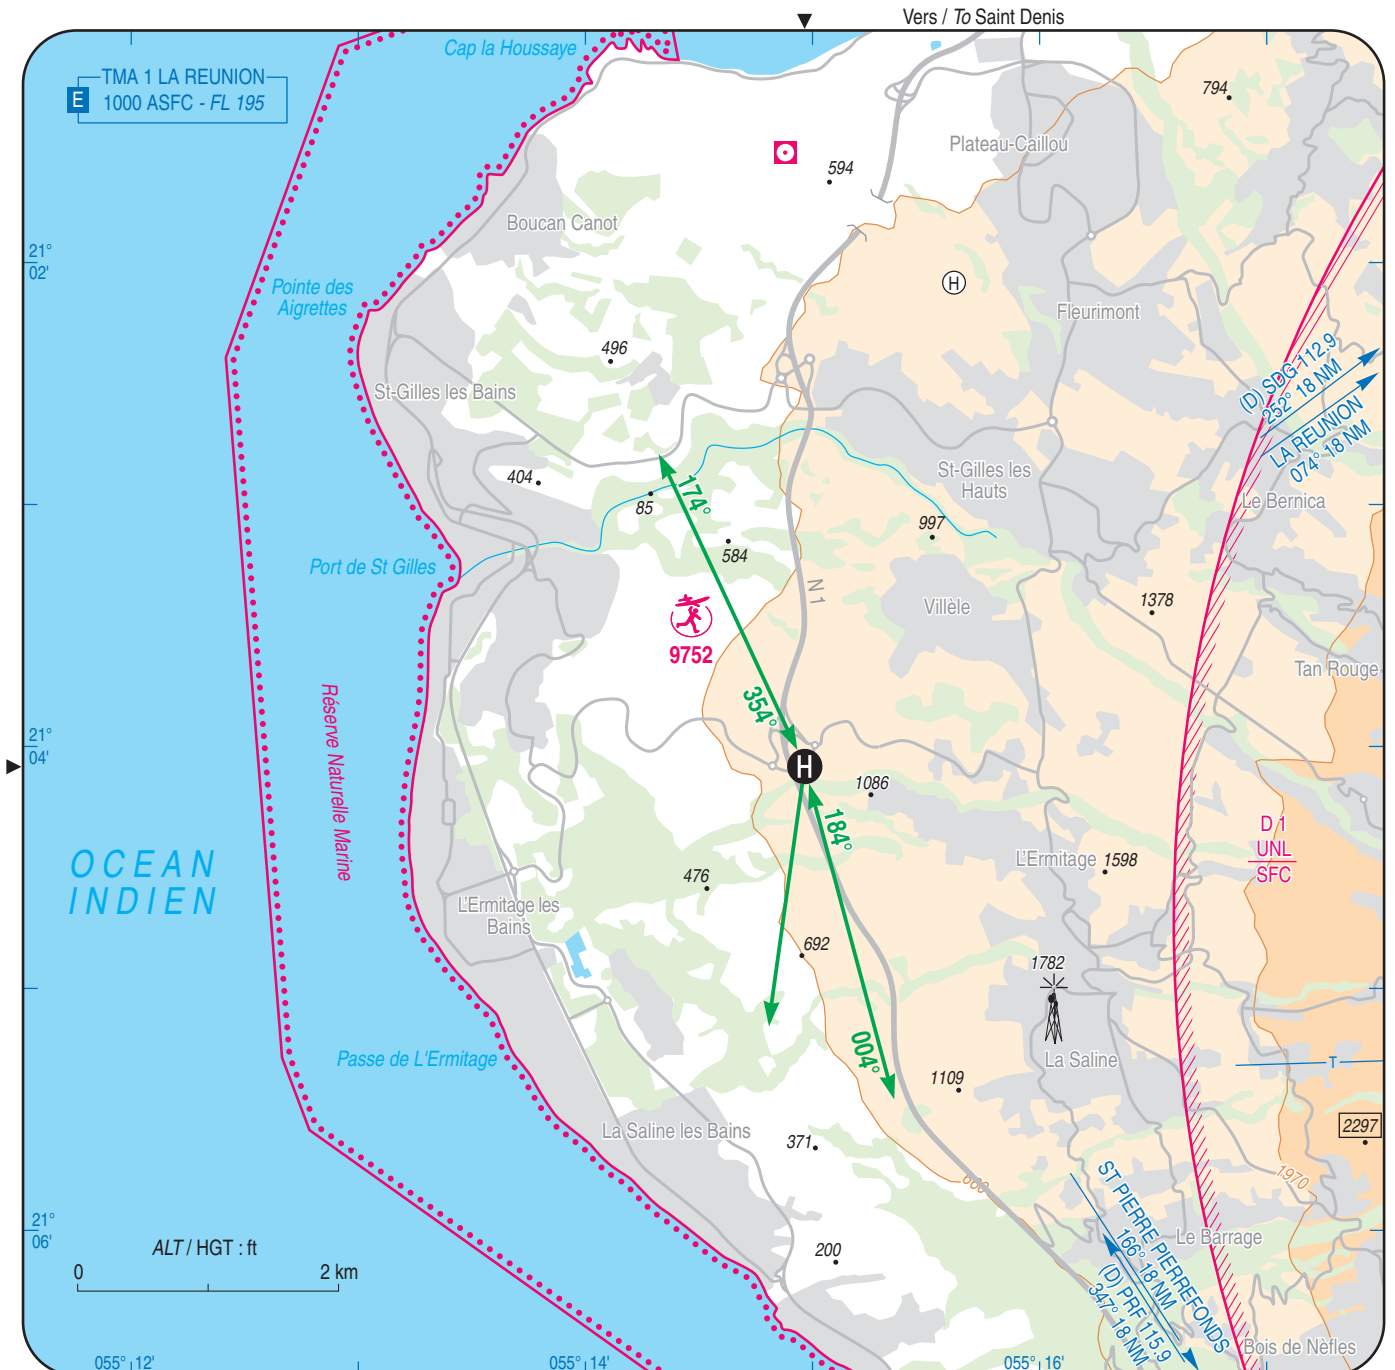 Vers / To Saint Denis
Cap la Houssaye
TMA 1 LA REUNION
E 1000 ASFC - FL 195
794
Plateau-Caillou
594
Boucan Canot
21°
02'
Pointe des
Aigrettes
H
Fleurimont
496
(D) SDG 112.9
252° 18 NM
LA REUNION
074° 18 NM
St-Gilles les Bains
404
85
174°
St-Gilles les
Hauts
Le Bernica
997
584
Port de St Gilles
N 1
Villèle
1378
9752
Tan Rouge
Réserve Naturelle Marine
354°
21°
04'
H
1086
184°
D 1
UNL
SFC
OCEAN
INDIEN
L'Ermitage
1598
476
L'Ermitage les
Bains
692
1782
Passe de L'Ermitage
004°
La Saline
T
1109
La Saline les Bains
371
2297
600
1970
ST PIERRE PIERREFONDS
166° 18 NM
(D) PRF 115.9
347° 18 NM
21°
06'
Le Barrage
ALT / HGT : ft
200
0 2 km
Bois de Nèfles
055° 12'
055° 14'
055° 16'